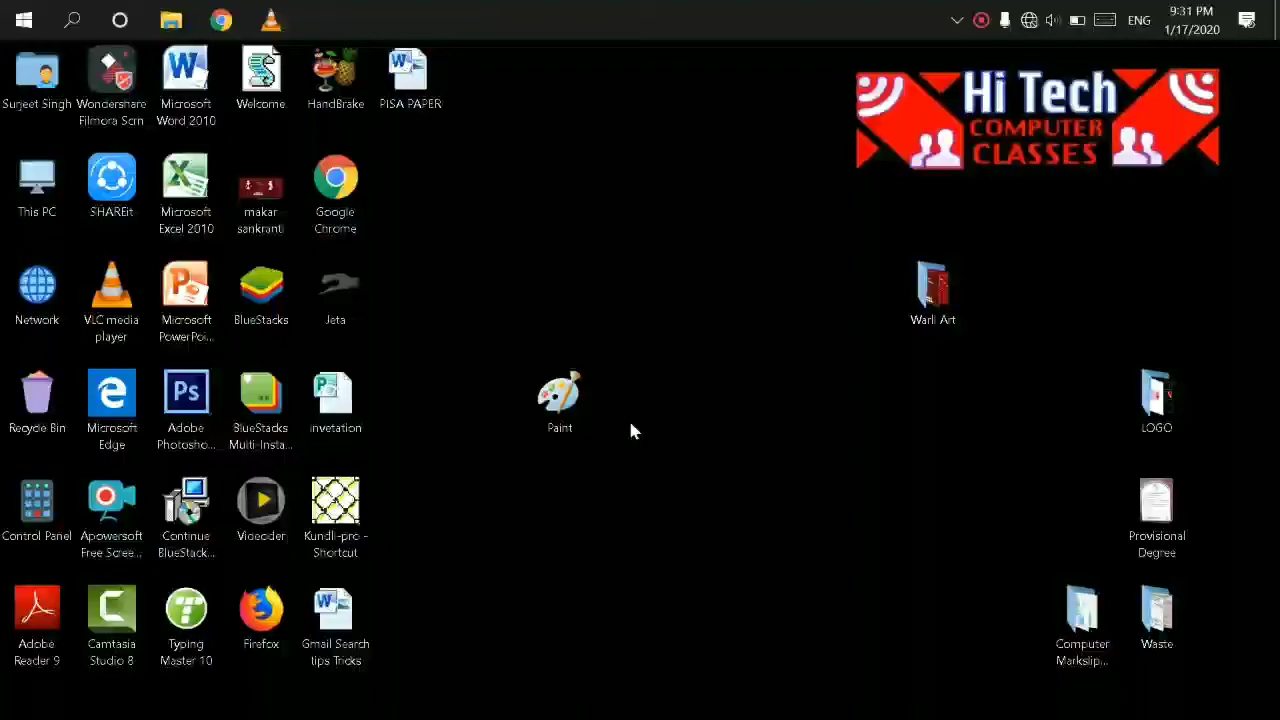 ENG
9:31 PM
1/17/2020
Surjeet Singh
Wondershare
Filmora Scrn
Microsoft
Word 2010
Welcome
HandBrake
PISA PAPER
Hi Tech
COMPUTER
CLASSES
This PC
SHAREit
Microsoft
Excel 2010
makar
sankranti
Google
Chrome
Network
VLC media
player
Microsoft
PowerPoi...
BlueStacks
Jeta
Warli Art
Recycle Bin
Microsoft
Edge
Ps
Adobe
Photosho...
BlueStacks
Multi-Insta...
invetation
Paint
LOGO
Control Panel
Apowersoft
Free Scree...
Continue
BlueStack...
Videoder
Kundli-pro -
Shortcut
Provisional
Degree
Adobe
Reader 9
Camtasia
Studio 8
Typing
Master 10
Firefox
Gmail Search
tips Tricks
Computer
Markslip...
Waste